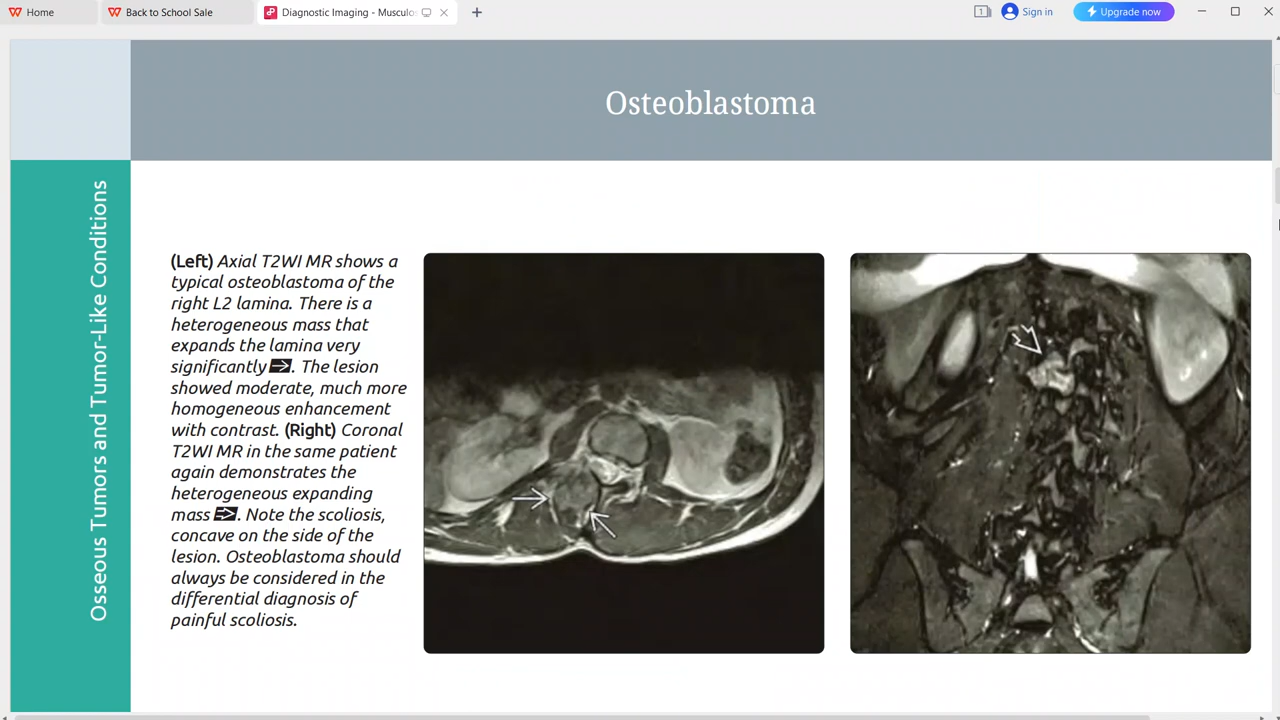 Home
Back to School Sale
Diagnostic Imaging - Musculos
1
Sign in
Upgrade now
Osteoblastoma
Osseous Tumors and Tumor-Like Conditions
(Left) Axial T2WI MR shows a
typical osteoblastoma of the
right L2 lamina. There is a
heterogeneous mass that
expands the lamina very
significantly ➡. The lesion
showed moderate, much more
homogeneous enhancement
with contrast. (Right) Coronal
T2WI MR in the same patient
again demonstrates the
heterogeneous expanding
mass ➡. Note the scoliosis,
concave on the side of the
lesion. Osteoblastoma should
always be considered in the
differential diagnosis of
painful scoliosis.